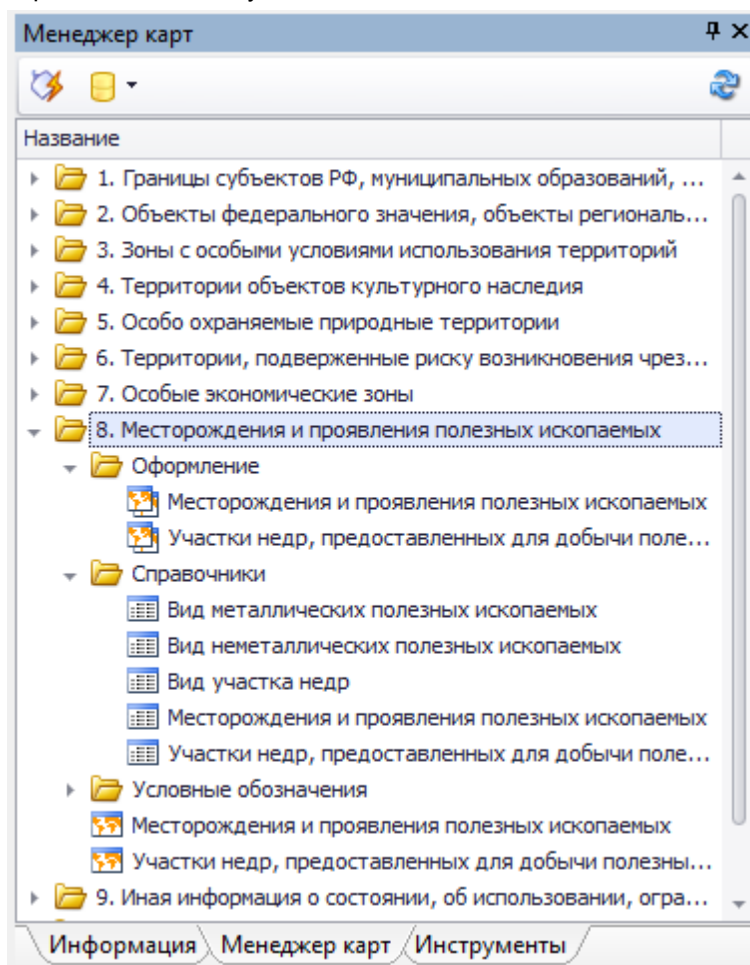 Менеджер карт
Название
1. Границы субъектов РФ, муниципальных образований, ...
2. Объекты федерального значения, объекты региональ...
3. Зоны с особыми условиями использования территорий
4. Территории объектов культурного наследия
5. Особо охраняемые природные территории
6. Территории, подверженные риску возникновения чрез...
7. Особые экономические зоны
8. Месторождения и проявления полезных ископаемых
Оформление
Месторождения и проявления полезных ископаемых
Участки недр, предоставленных для добычи поле...
Справочники
Вид металлических полезных ископаемых
Вид неметаллических полезных ископаемых
Вид участка недр
Месторождения и проявления полезных ископаемых
Участки недр, предоставленных для добычи поле...
Условные обозначения
Месторождения и проявления полезных ископаемых
Участки недр, предоставленных для добычи полезны...
9. Иная информация о состоянии, об использовании, огра...
Информация Менеджер карт Инструменты